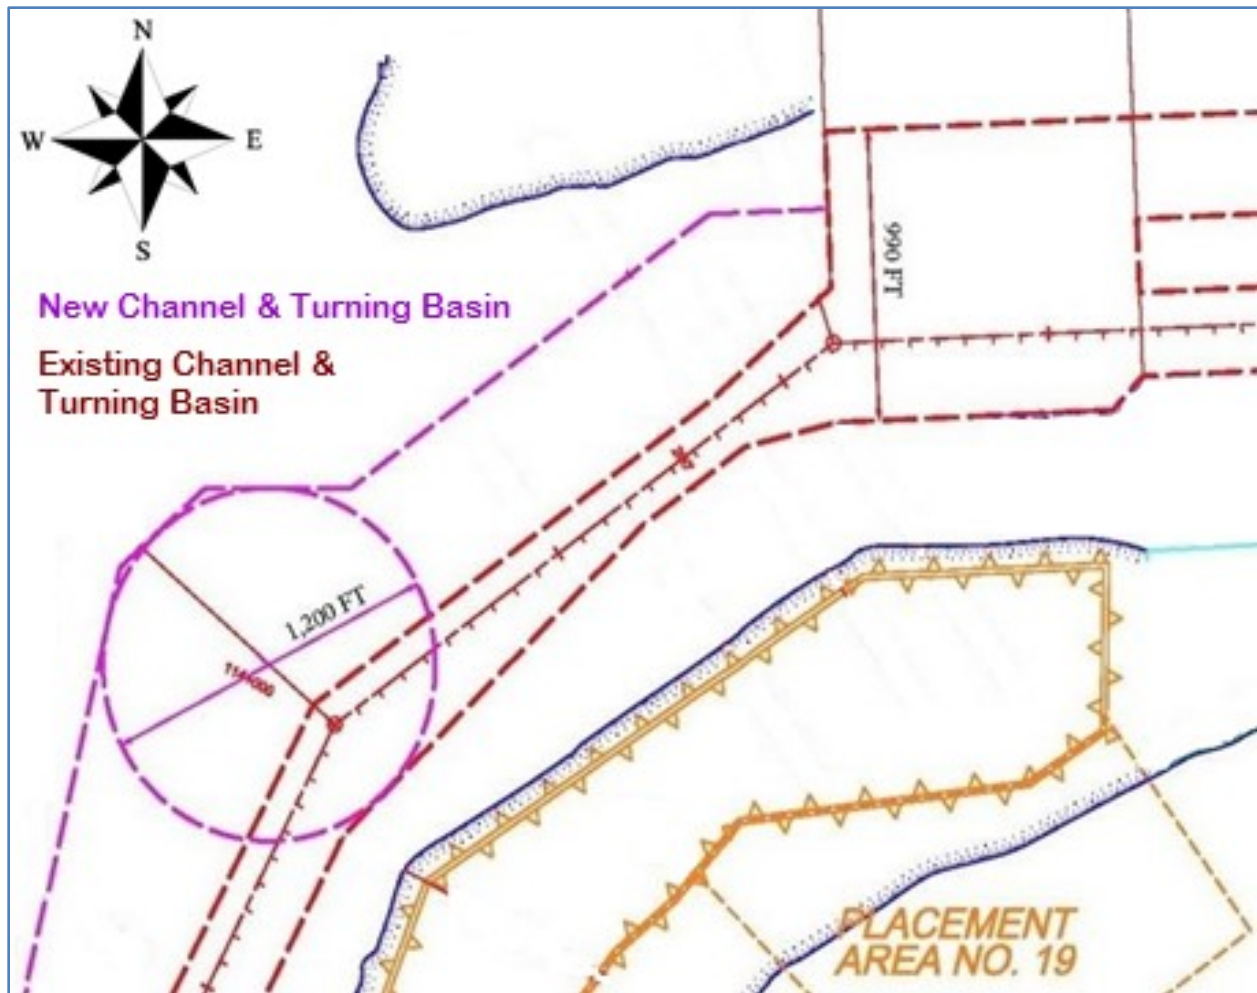 N
W E
S
New Channel & Turning Basin
Existing Channel &
Turning Basin
990 FT
1,200 FT
PLACEMENT
AREA NO. 19